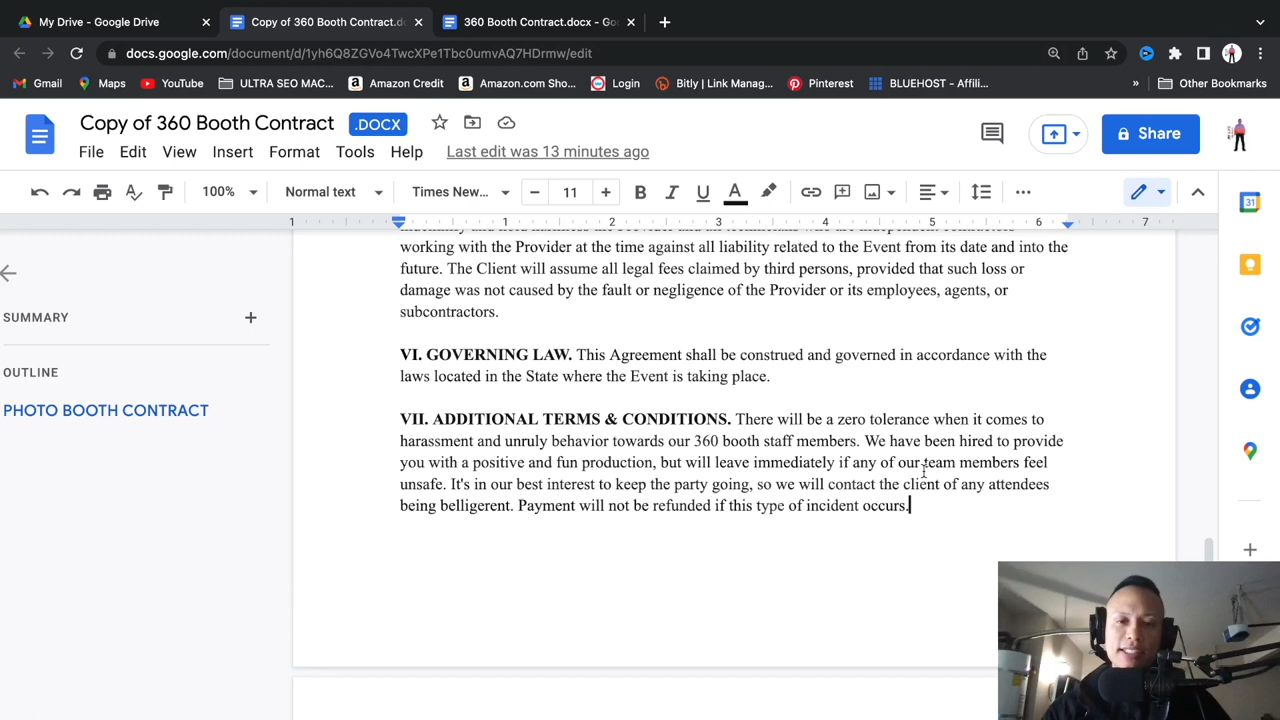 My Drive - Google Drive
Copy of 360 Booth Contract.dc
360 Booth Contract.docx - Goo
docs.google.com/document/d/1yh6Q8ZGVo4TwcXPe1Tbc0umvAQ7HDrmw/edit
Gmail
Maps
YouTube
ULTRA SEO MAC...
Amazon Credit
Amazon.com Sho...
Login
Bitly | Link Manag...
Pinterest
BLUEHOST - Affili...
»
Other Bookmarks
Copy of 360 Booth Contract
.DOCX
File Edit View Insert Format Tools Help Last edit was 13 minutes ago
Share
100%
Normal text
Times New...
11
B I U A
1 1 2 3 4 5 6 7
31
SUMMARY
OUTLINE
PHOTO BOOTH CONTRACT
working with the Provider at the time against all liability related to the Event from its date and into the
future. The Client will assume all legal fees claimed by third persons, provided that such loss or
damage was not caused by the fault or negligence of the Provider or its employees, agents, or
subcontractors.
VI. GOVERNING LAW. This Agreement shall be construed and governed in accordance with the
laws located in the State where the Event is taking place.
VII. ADDITIONAL TERMS & CONDITIONS. There will be a zero tolerance when it comes to
harassment and unruly behavior towards our 360 booth staff members. We have been hired to provide
you with a positive and fun production, but will leave immediately if any of our team members feel
unsafe. It's in our best interest to keep the party going, so we will contact the client of any attendees
being belligerent. Payment will not be refunded if this type of incident occurs.